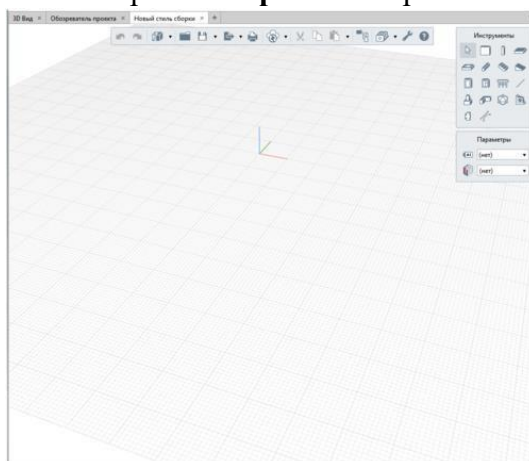 3D Вид × Обозреватель проекта × Новый стиль сборки × +
Инструменты
Параметры
(нет)
(нет)